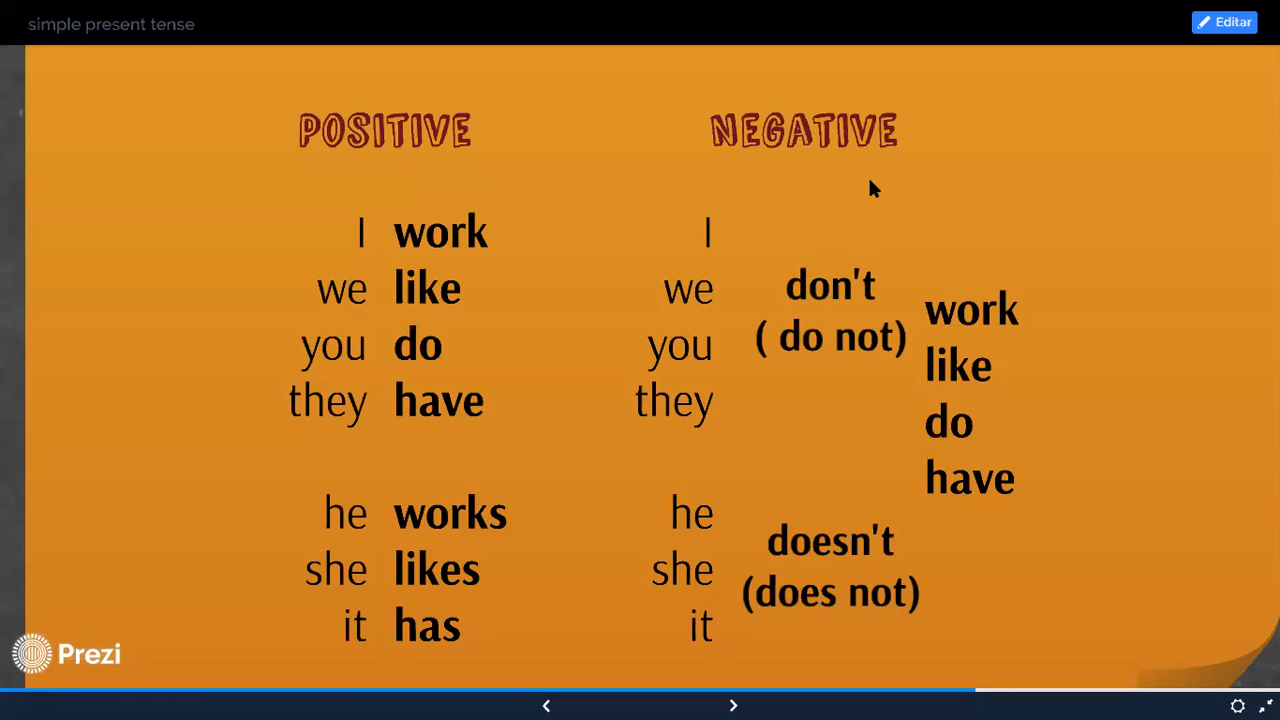 simple present tense
Editar
POSITIVE
I work
we like
you do
they have
he works
she likes
it has
NEGATIVE
I
we
you
they
don't
( do not)
he
she
it
doesn't
(does not)
work
like
do
have
Prezi